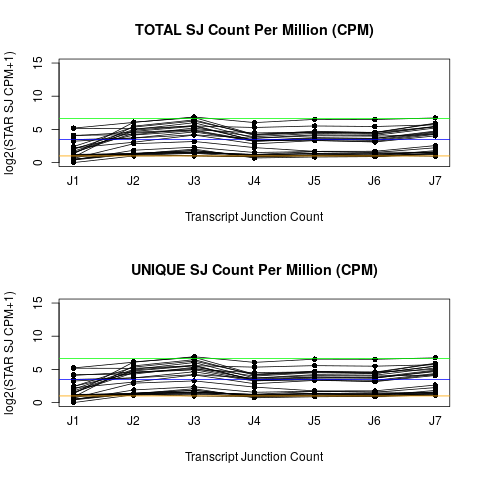 TOTAL SJ Count Per Million (CPM)
log2(STAR SJ CPM+1)
15
10
5
0
J1 J2 J3 J4 J5 J6 J7
Transcript Junction Count
UNIQUE SJ Count Per Million (CPM)
log2(STAR SJ CPM+1)
15
10
5
0
J1 J2 J3 J4 J5 J6 J7
Transcript Junction Count